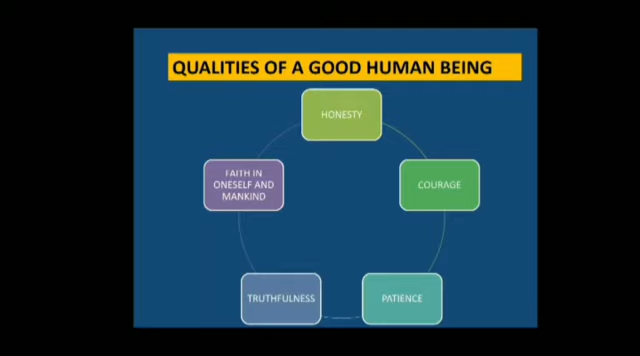 QUALITIES OF A GOOD HUMAN BEING
HONESTY
COURAGE
PATIENCE
TRUTHFULNESS
FAITH IN
ONESELF AND
MANKIND